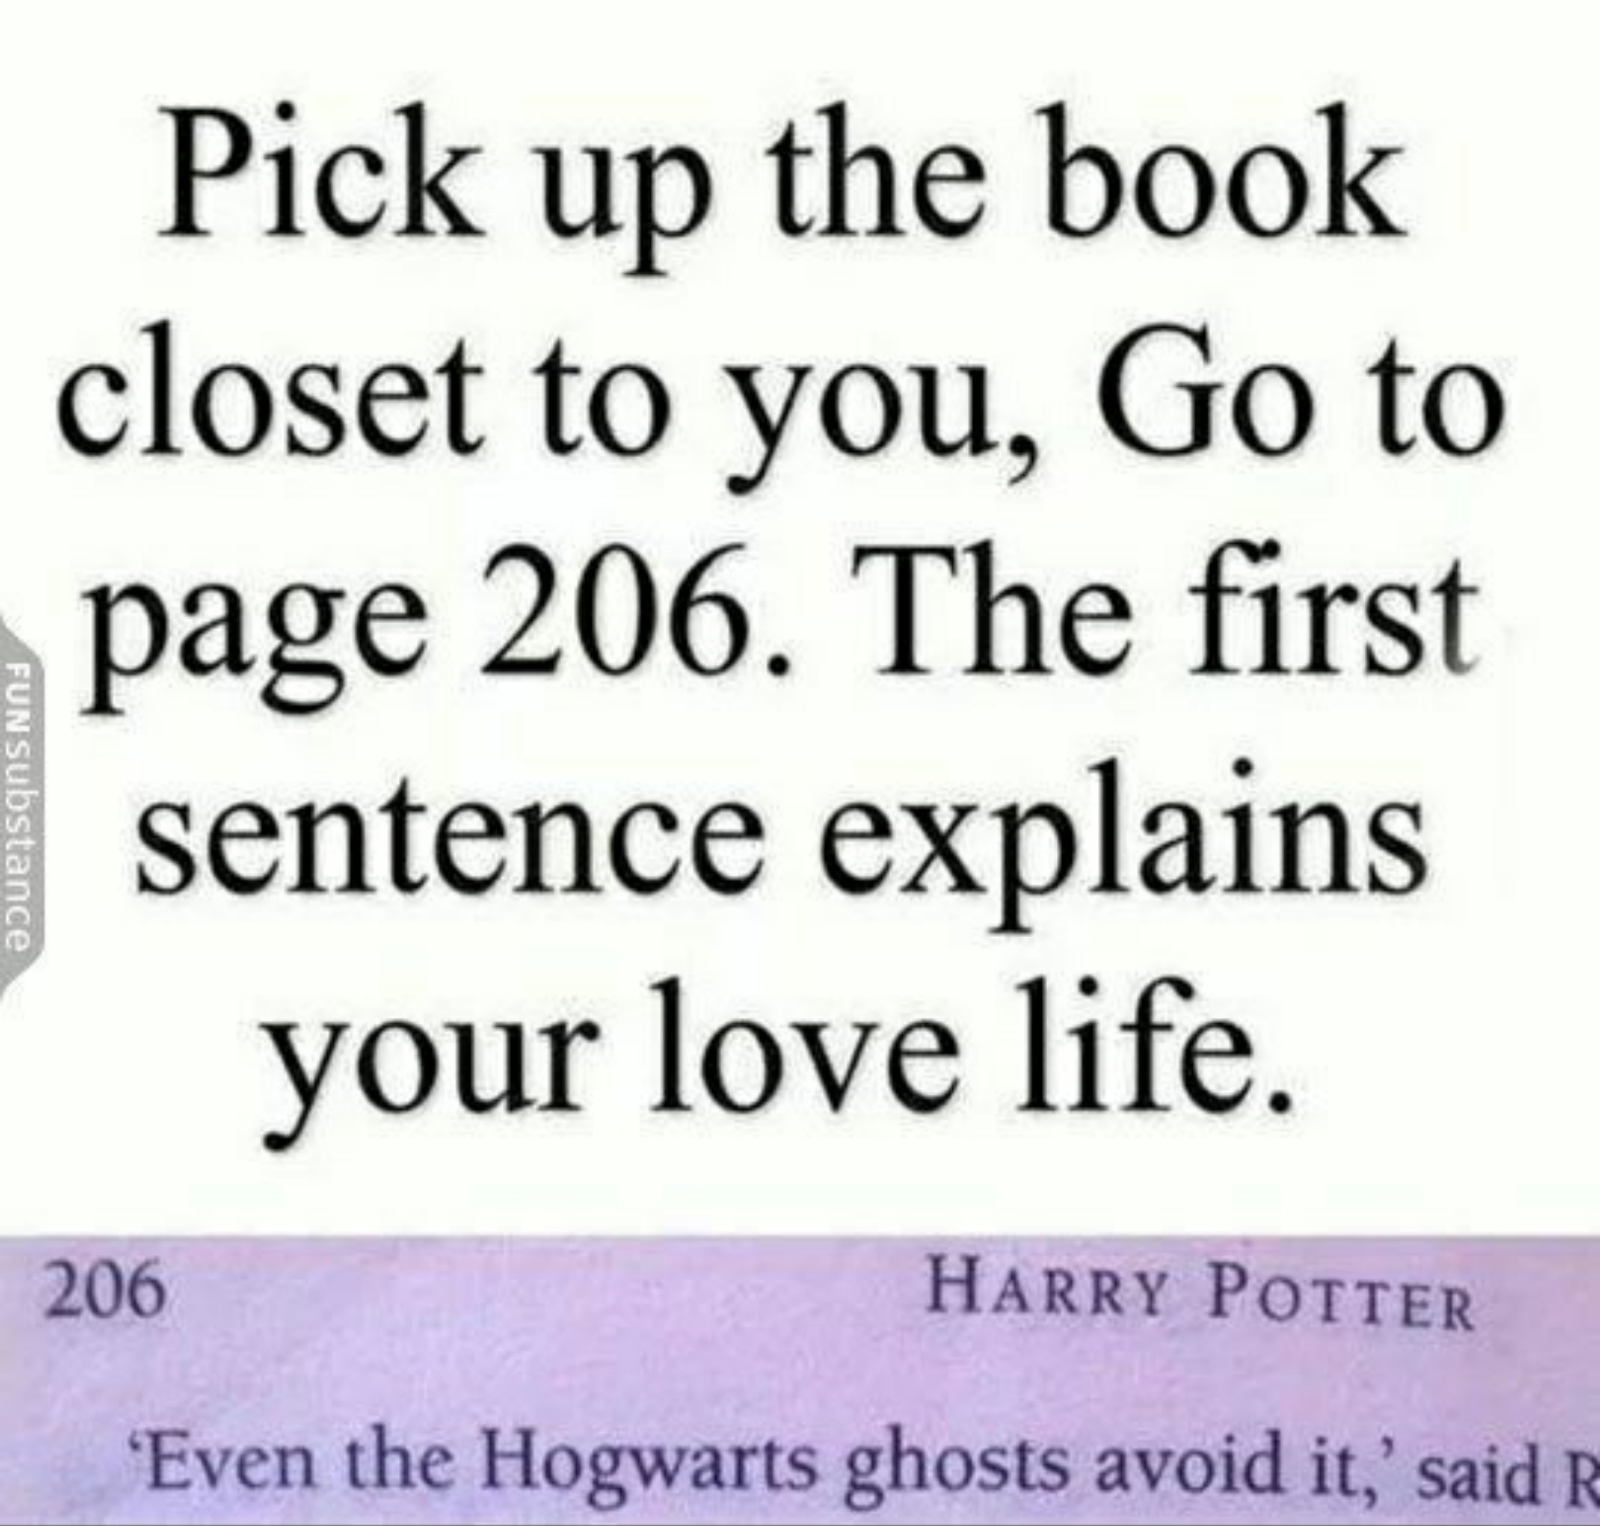 Pick up the book
closet to you, Go to
page 206. The first
sentence explains
your love life.
FUNsubstance
206 HARRY POTTER
‘Even the Hogwarts ghosts avoid it,’ said R